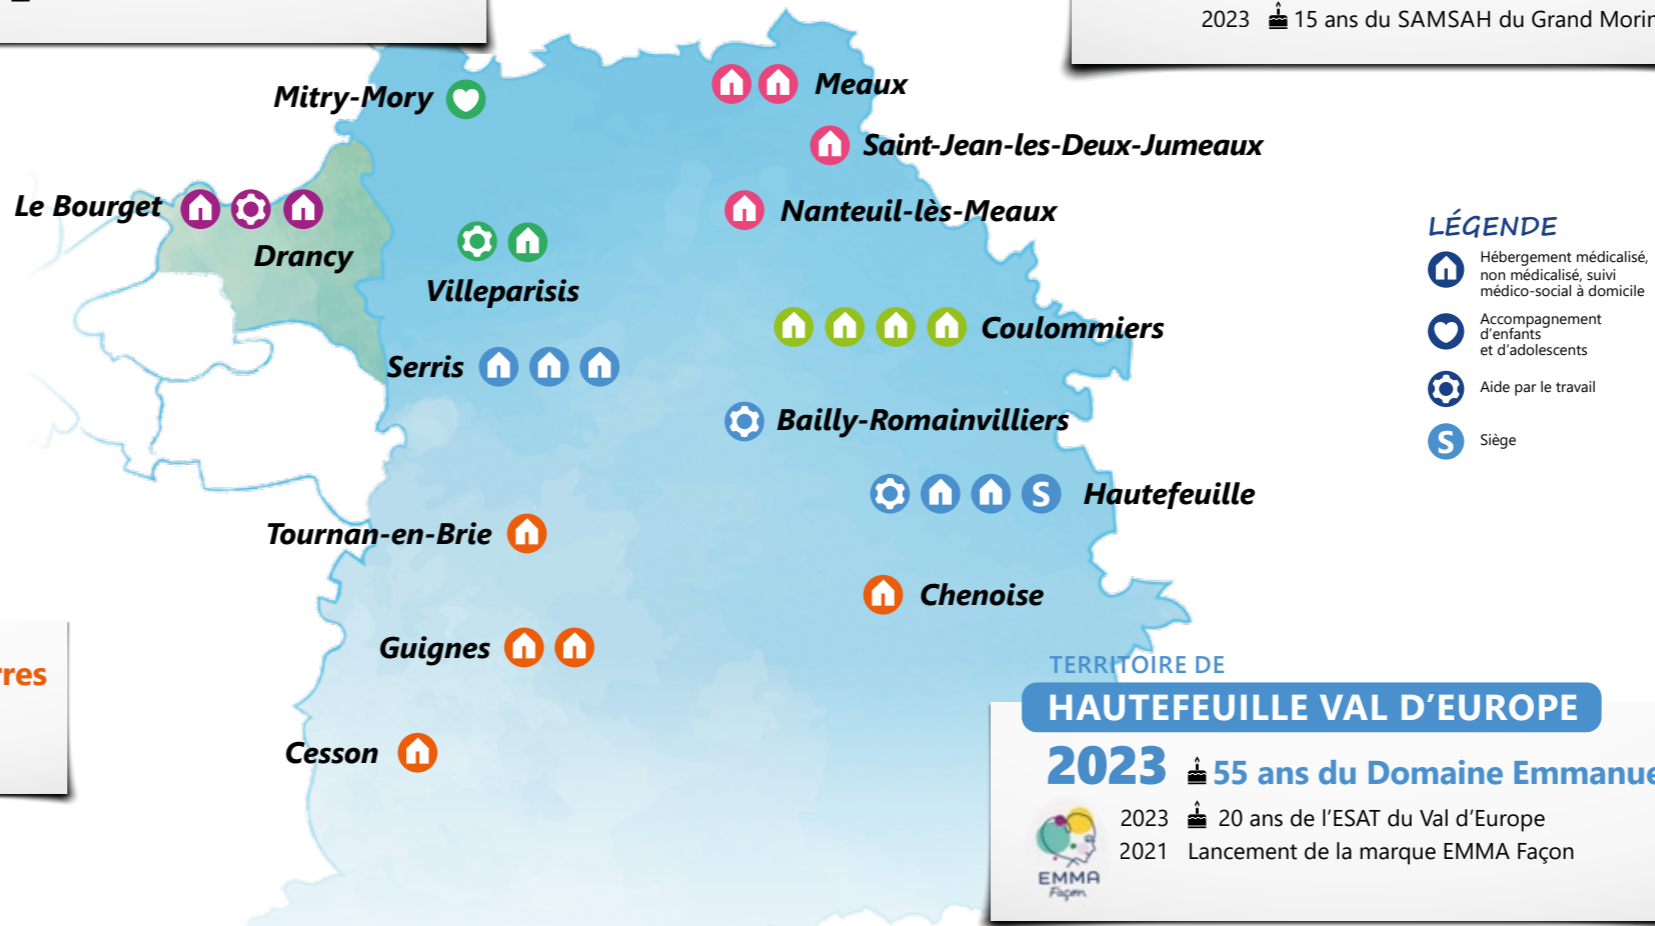 2023 15 ans du SAMSAH du Grand Morin
Mitry-Mory
Meaux
Saint-Jean-les-Deux-Jumeaux
Le Bourget
Nanteuil-lès-Meaux
Drancy
Villeparisis
Coulommiers
Serris
Bailly-Romainvilliers
S Hautefeuille
Tournan-en-Brie
Chenoise
Guignes
Cesson
LÉGENDE
Hébergement médicalisé,
non médicalisé, suivi
médico-social à domicile
Accompagnement
d'enfants
et d'adolescents
Aide par le travail
S Siège
rres
TERRITOIRE DE
HAUTEFEUILLE VAL D'EUROPE
2023 55 ans du Domaine Emmanue
2023 20 ans de l'ESAT du Val d'Europe
2021 Lancement de la marque EMMA Façon
EMMA
Façon